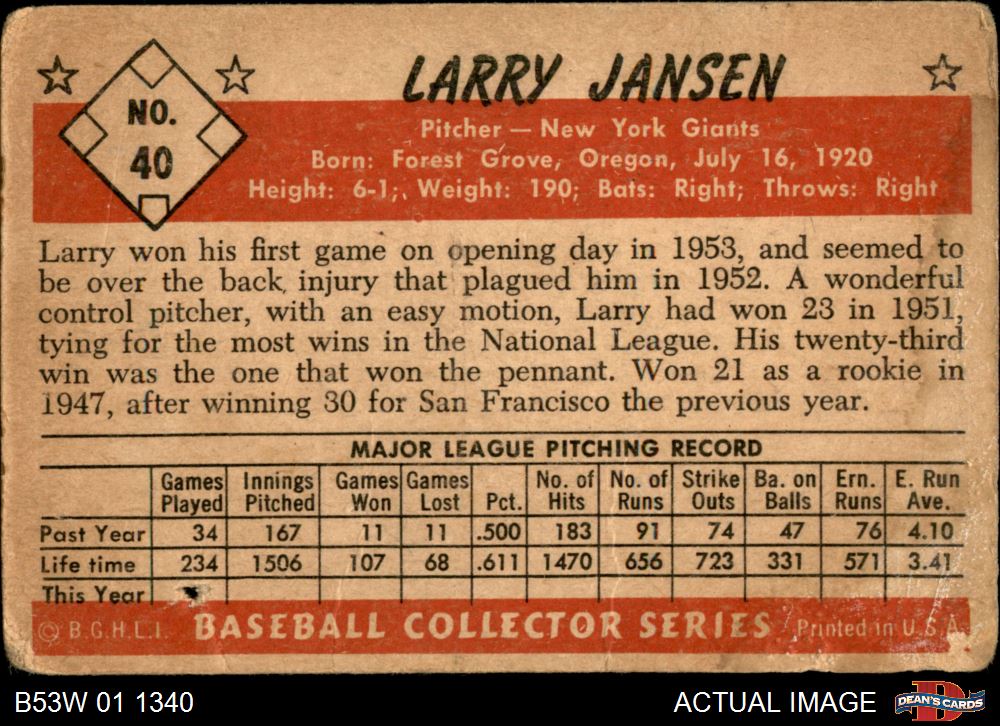 LARRY JANSEN
NO.
40
Pitcher — New York Giants
Born: Forest Grove, Oregon, July 16, 1920
Height: 6-1; Weight: 190; Bats: Right; Throws: Right
Larry won his first game on opening day in 1953, and seemed to
be over the back injury that plagued him in 1952. A wonderful
control pitcher, with an easy motion, Larry had won 23 in 1951,
tying for the most wins in the National League. His twenty-third
win was the one that won the pennant. Won 21 as a rookie in
1947, after winning 30 for San Francisco the previous year.
MAJOR LEAGUE PITCHING RECORD
Games Played Innings Pitched Games Won Games Lost Pct. No. of Hits No. of Runs Strike Outs Ba. on Balls Ern. Runs E. Run Ave.
Past Year 34 167 11 11 .500 183 91 74 47 76 4.10
Life time 234 1506 107 68 .611 1470 656 723 331 571 3.41
This Year
© B.G.H.L.I. BASEBALL COLLECTOR SERIES Printed in U.S.A.
B53W 01 1340 ACTUAL IMAGE DEAN'S CARDS